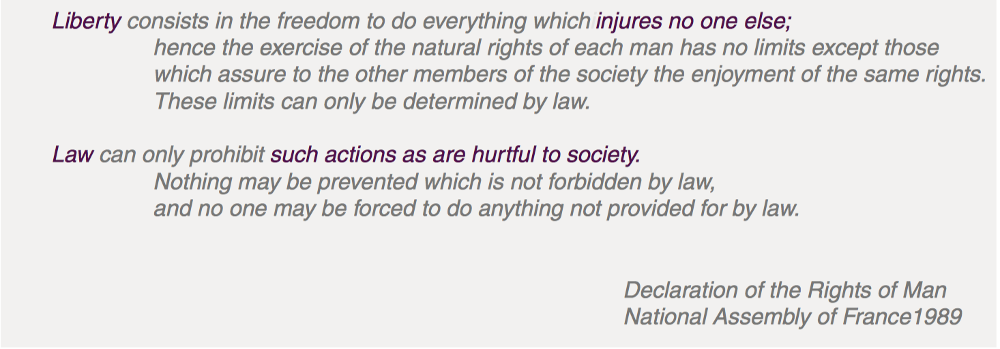 Liberty consists in the freedom to do everything which injures no one else;
hence the exercise of the natural rights of each man has no limits except those
which assure to the other members of the society the enjoyment of the same rights.
These limits can only be determined by law.
Law can only prohibit such actions as are hurtful to society.
Nothing may be prevented which is not forbidden by law,
and no one may be forced to do anything not provided for by law.
Declaration of the Rights of Man
National Assembly of France1989